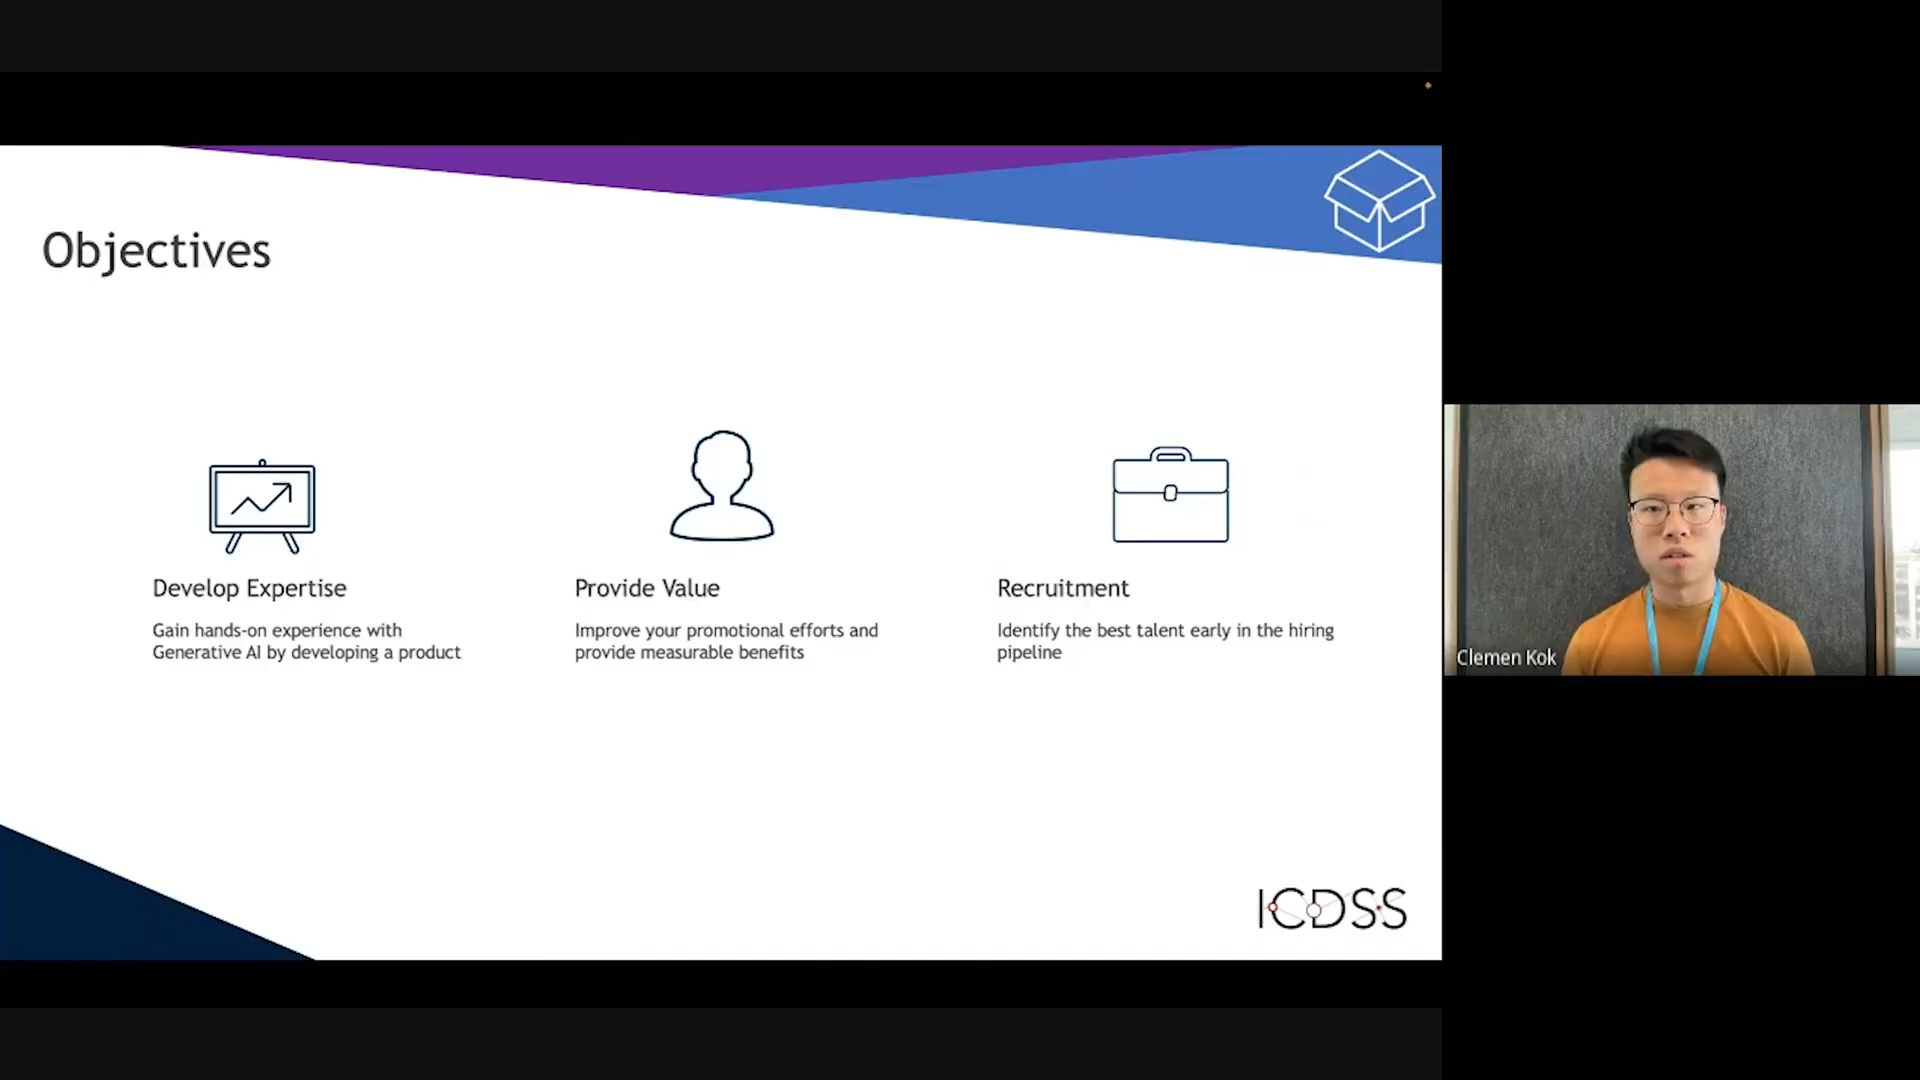 Objectives
Develop Expertise
Gain hands-on experience with
Generative AI by developing a product
Provide Value
Improve your promotional efforts and
provide measurable benefits
Recruitment
Identify the best talent early in the hiring
pipeline
ICDSS
Clemen Kok